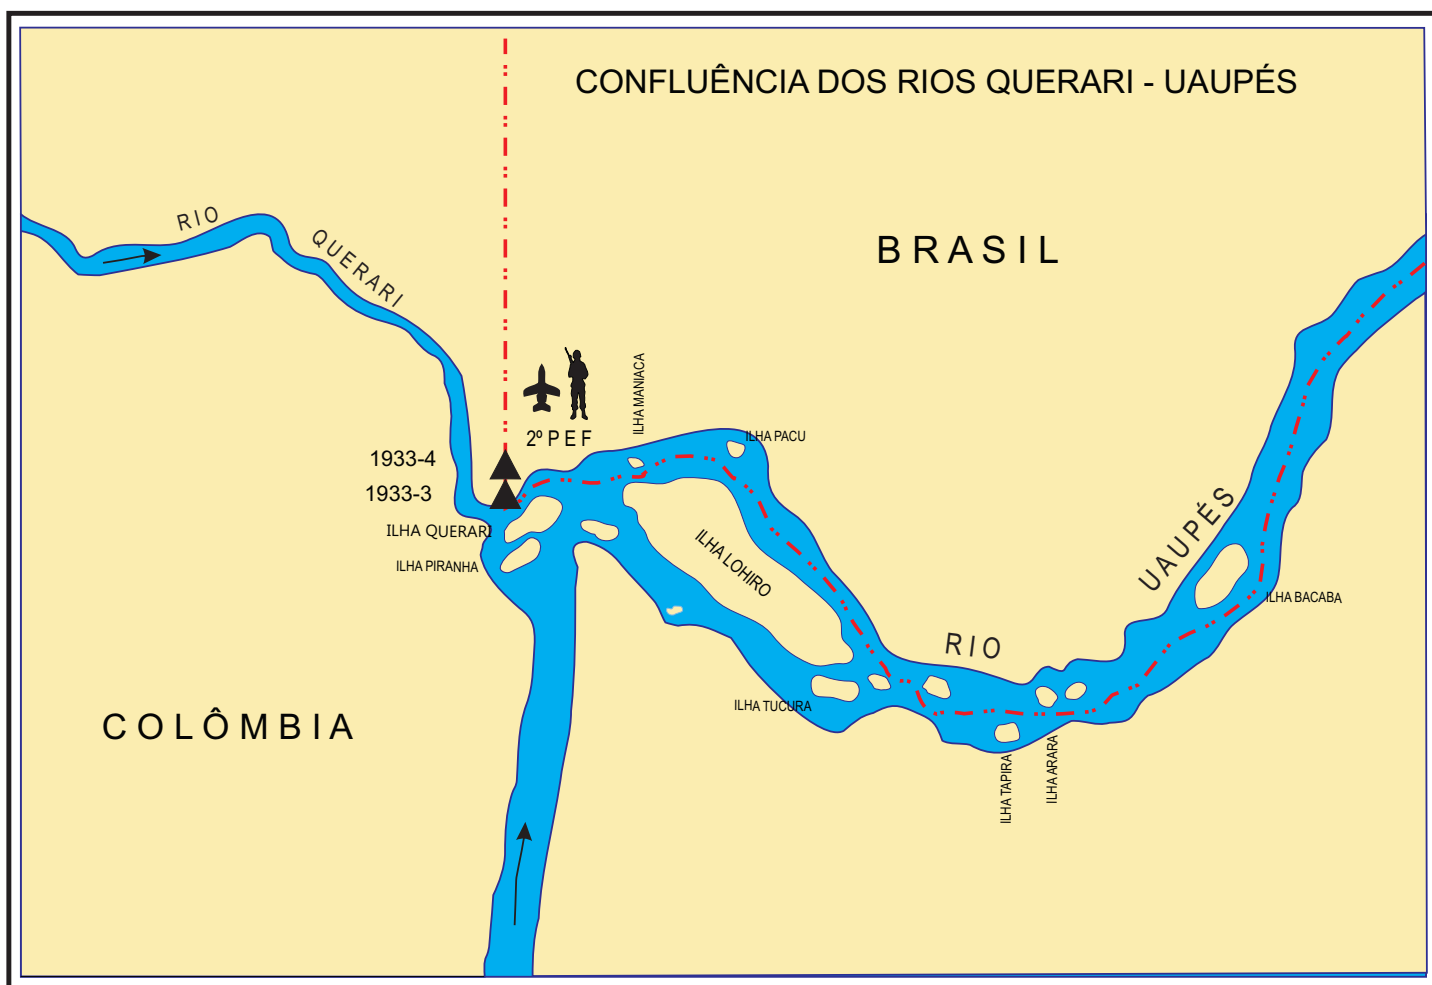 CONFLUÊNCIA DOS RIOS QUERARI - UAUPÉS
RIO
QUERARI
BRASIL
ILHA MANIACA
2º PEF
ILHA PACU
1933-4
1933-3
ILHA QUERARI
ILHA PIRANHA
ILHA LOHIRO
UAUPÉS
ILHA BACABA
RIO
ILHA TUCURA
COLÔMBIA
ILHA TAPIRA
ILHA ARARA